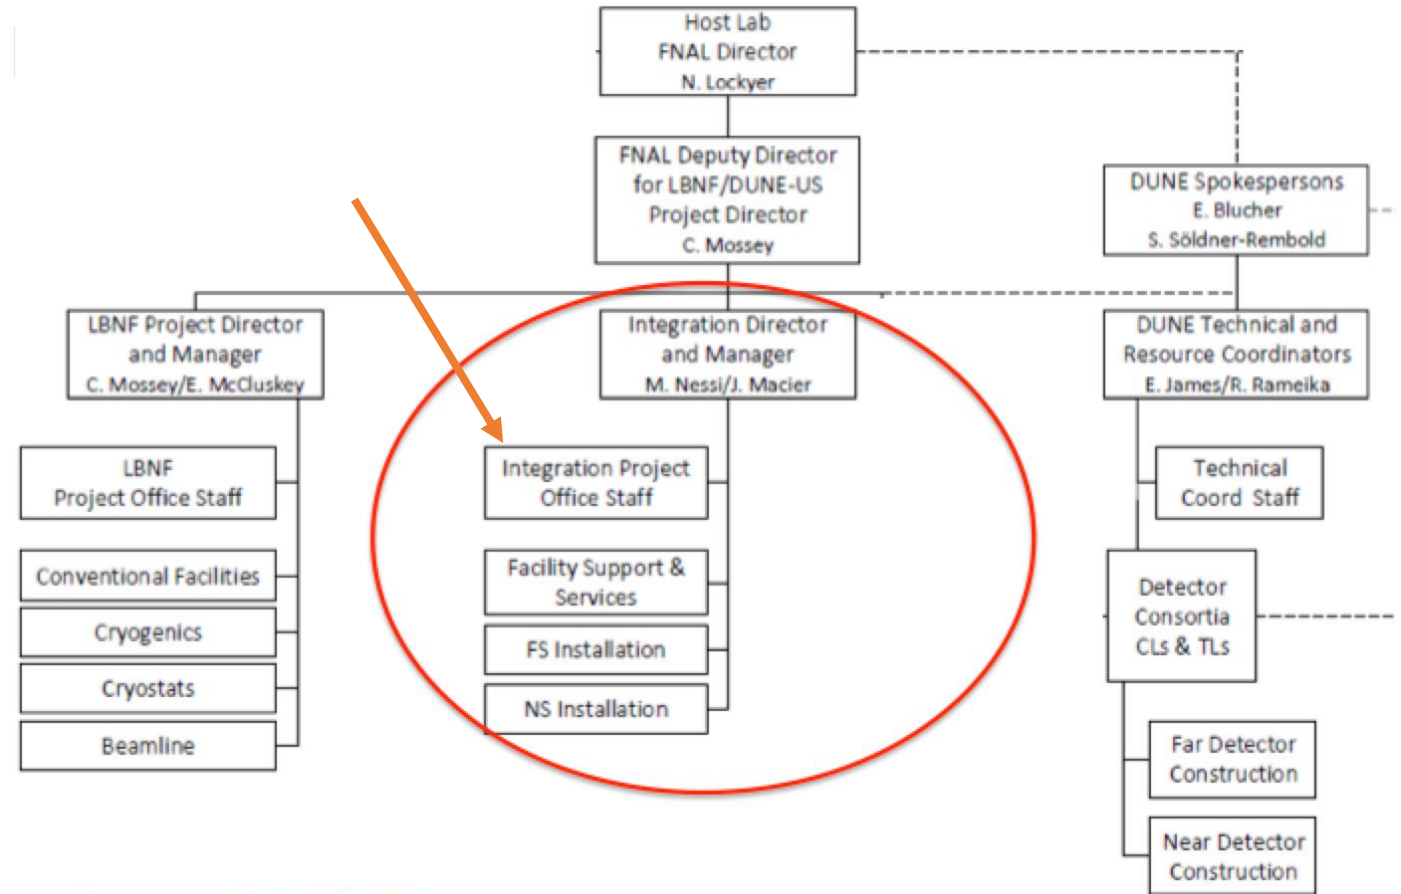 Host Lab
FNAL Director
N. Lockyer
FNAL Deputy Director
for LBNF/DUNE-US
Project Director
C. Mossey
DUNE Spokespersons
E. Blucher
S. Söldner-Rembold
LBNF Project Director
and Manager
C. Mossey/E. McCluskey
Integration Director
and Manager
M. Nessi/J. Macier
DUNE Technical and
Resource Coordinators
E. James/R. Rameika
LBNF
Project Office Staff
Conventional Facilities
Cryogenics
Cryostats
Beamline
Integration Project
Office Staff
Facility Support &
Services
FS Installation
NS Installation
Technical
Coord Staff
Detector
Consortia
CLs & TLs
Far Detector
Construction
Near Detector
Construction